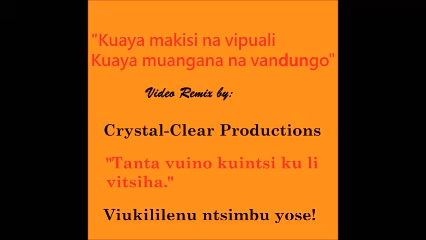 "Kuaya makisi na vipuali
Kuaya muangana na vandungo"
Video Remix by:
Crystal-Clear Productions
"Tanta vuino kuintsi ku li
vitsiha."
Viukililenu ntsimbu yose!